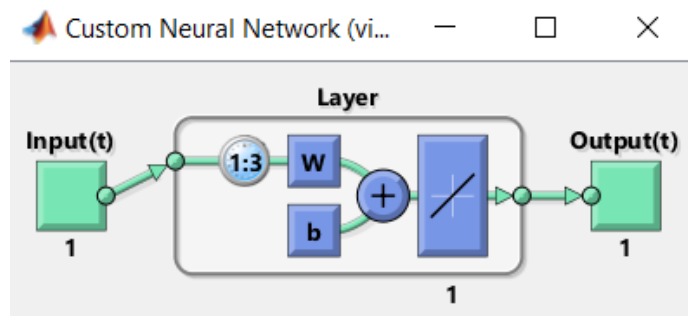 Custom Neural Network (vi...
Layer
Input(t)
Output(t)
1:3
W
b
1
1
1